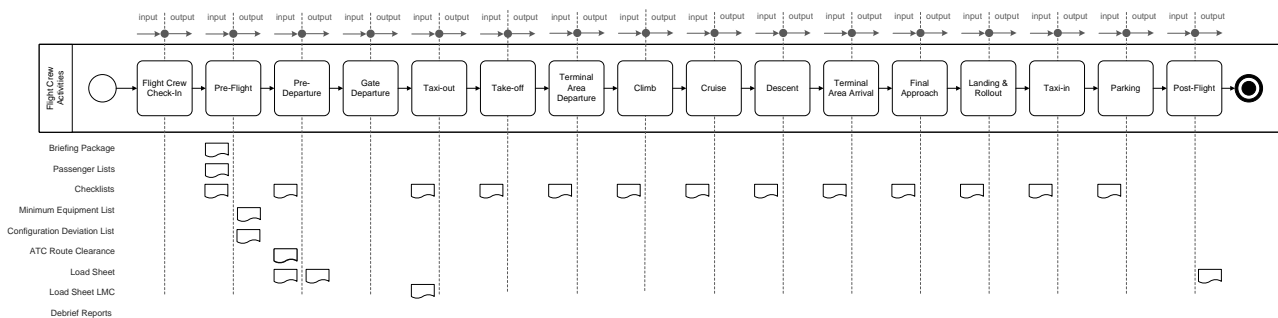 input output input output input output input output input output input output input output input output input output input output input output input output input output input output input output input output
Flight Crew
Activities
Flight Crew
Check-In
Pre-Flight
Pre-
Departure
Gate
Departure
Taxi-out
Take-off
Terminal
Area
Departure
Climb
Cruise
Descent
Terminal
Area Arrival
Final
Approach
Landing &
Rollout
Taxi-in
Parking
Post-Flight
Briefing Package
Passenger Lists
Checklists
Minimum Equipment List
Configuration Deviation List
ATC Route Clearance
Load Sheet
Load Sheet LMC
Debrief Reports